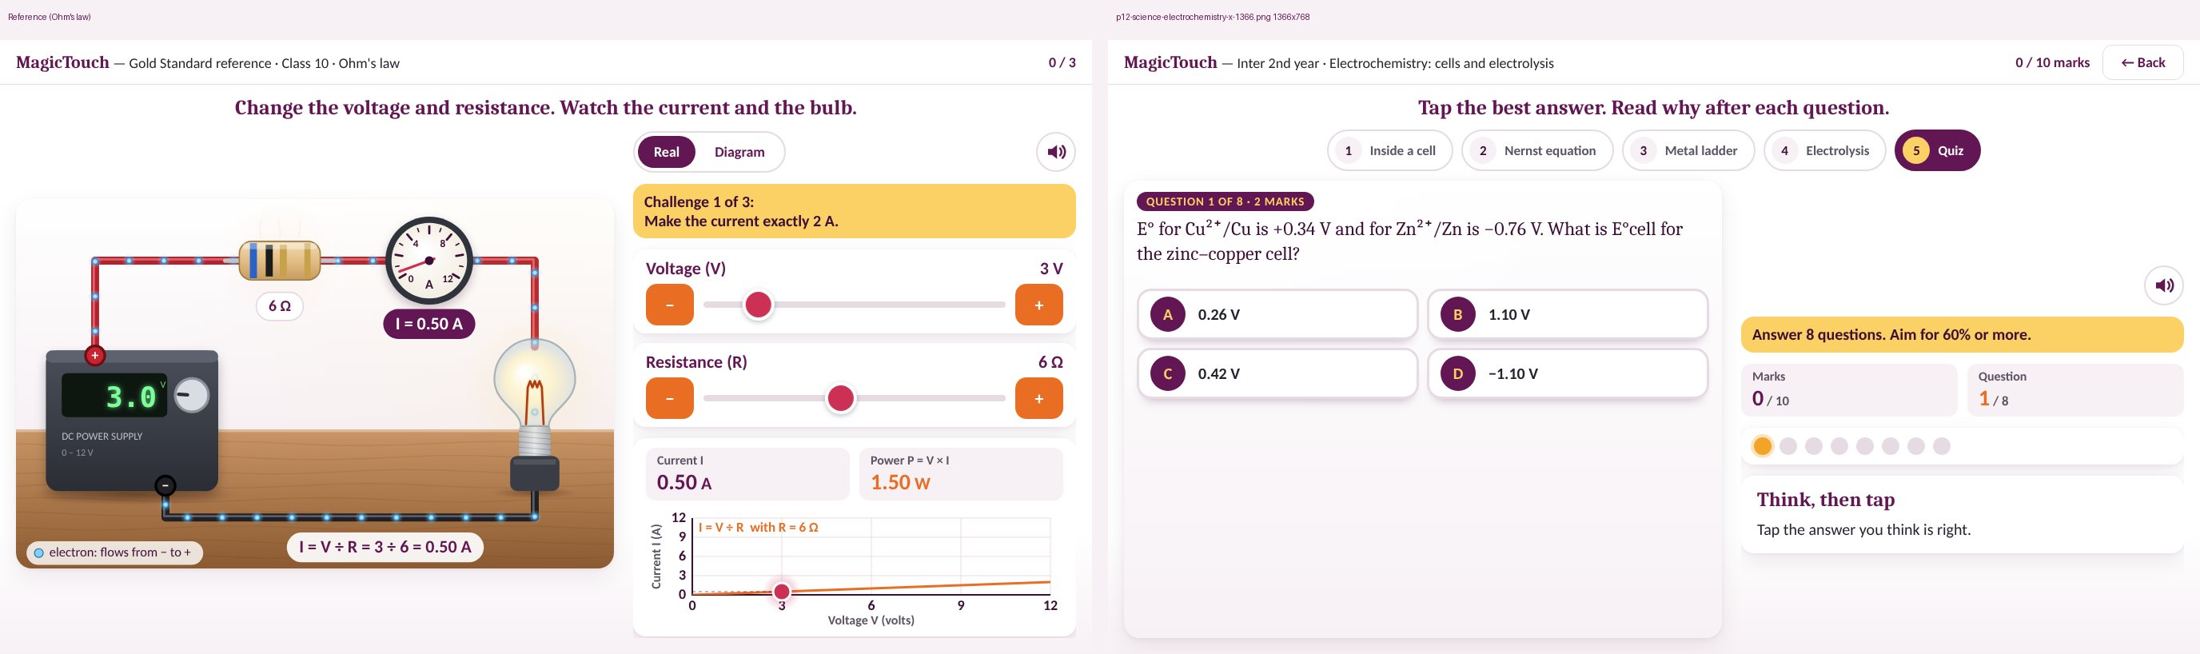 Reference (Ohm's law)
MagicTouch — Gold Standard reference · Class 10 · Ohm's law
0 / 3
Change the voltage and resistance. Watch the current and the bulb.
Real
Diagram
Challenge 1 of 3:
Make the current exactly 2 A.
4
8
0
12
A
6 Ω
I = 0.50 A
+
3.0
V
DC POWER SUPPLY
0 – 12 V
−
electron: flows from − to +
I = V ÷ R = 3 ÷ 6 = 0.50 A
Voltage (V)
3 V
−
+
Resistance (R)
6 Ω
−
+
Current I
0.50 A
Power P = V × I
1.50 W
I = V ÷ R with R = 6 Ω
Current I (A)
12
9
6
3
0
0
3
6
9
12
Voltage V (volts)
p12-science-electrochemistry-x-1366.png 1366x768
MagicTouch — Inter 2nd year · Electrochemistry: cells and electrolysis
0 / 10 marks
← Back
Tap the best answer. Read why after each question.
1 Inside a cell
2 Nernst equation
3 Metal ladder
4 Electrolysis
5 Quiz
QUESTION 1 OF 8 · 2 MARKS
E° for Cu²⁺/Cu is +0.34 V and for Zn²⁺/Zn is −0.76 V. What is E°cell for
the zinc–copper cell?
A 0.26 V
B 1.10 V
C 0.42 V
D −1.10 V
Answer 8 questions. Aim for 60% or more.
Marks
0 / 10
Question
1 / 8
Think, then tap
Tap the answer you think is right.